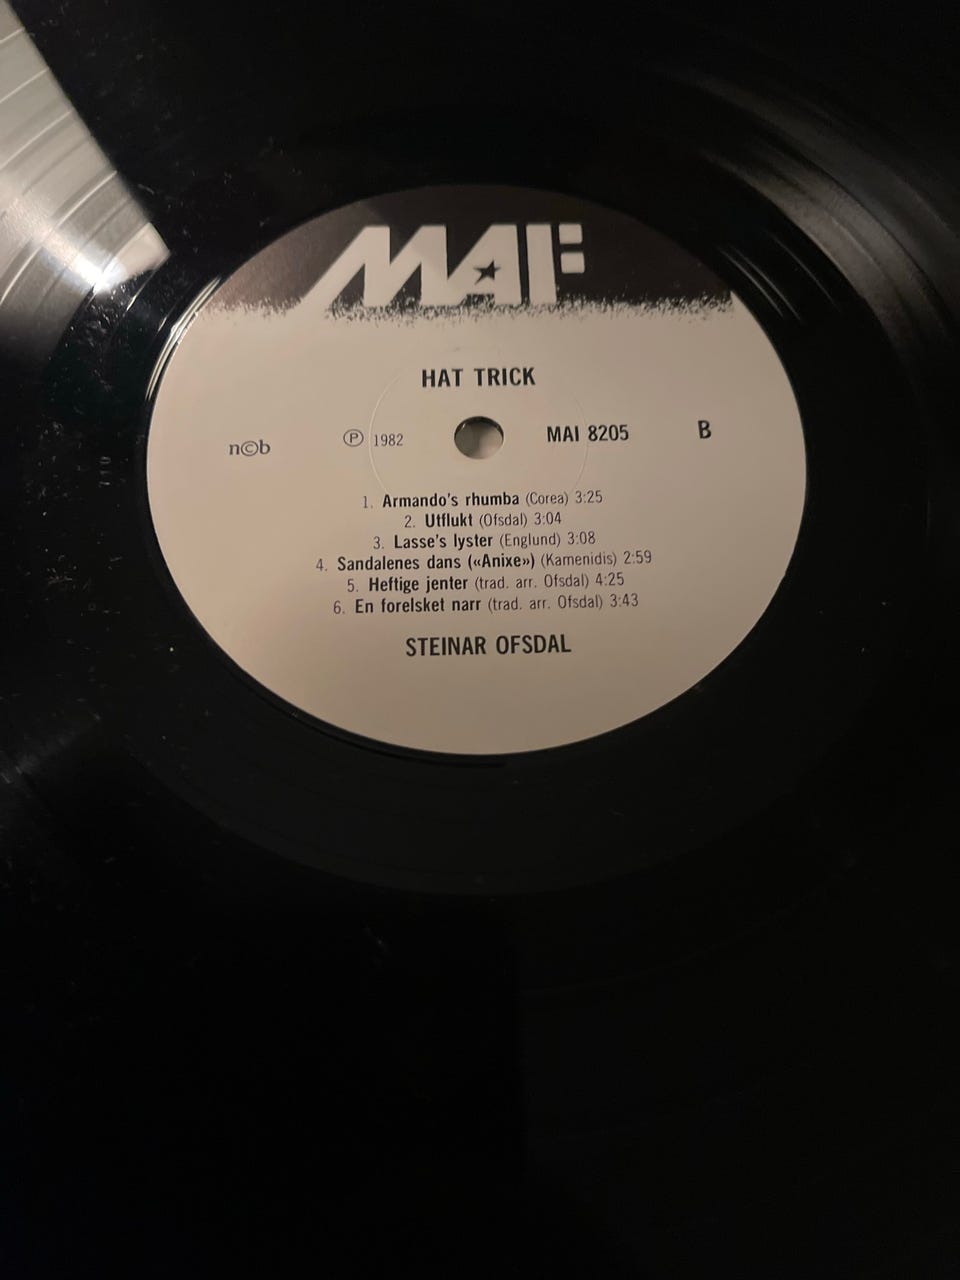 MAI
HAT TRICK
n©b ℗ 1982 MAI 8205 B
1. Armando's rhumba (Corea) 3:25
2. Utflukt (Ofsdal) 3:04
3. Lasse's lyster (Englund) 3:08
4. Sandalenes dans («Anixe») (Kamenidis) 2:59
5. Heftige jenter (trad. arr. Ofsdal) 4:25
6. En forelsket narr (trad. arr. Ofsdal) 3:43
STEINAR OFSDAL